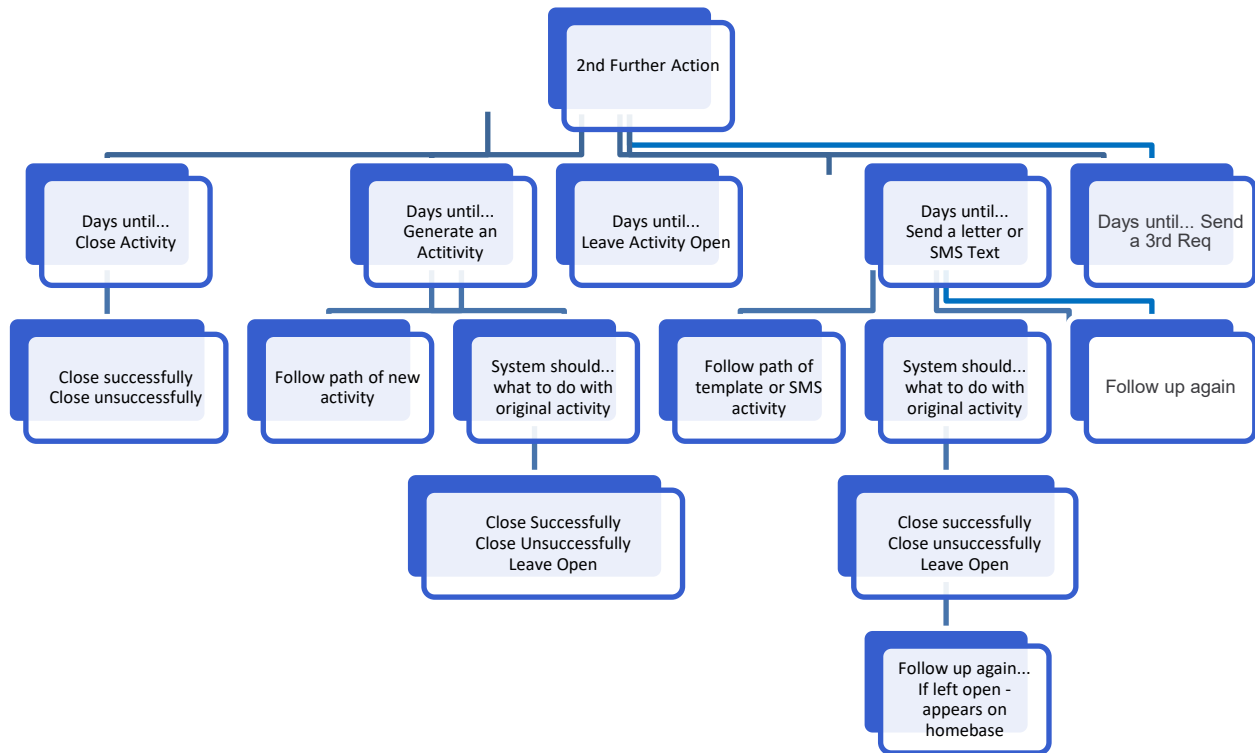 2nd Further Action
Days until...
Close Activity
Days until...
Generate an
Actitivity
Days until...
Leave Activity Open
Days until...
Send a letter or
SMS Text
Days until... Send
a 3rd Req
Close successfully
Close unsuccessfully
Follow path of new
activity
System should...
what to do with
original activity
Follow path of
template or SMS
activity
System should...
what to do with
original activity
Follow up again
Close Successfully
Close Unsuccessfully
Leave Open
Close successfully
Close unsuccessfully
Leave Open
Follow up again...
If left open -
appears on
homebase